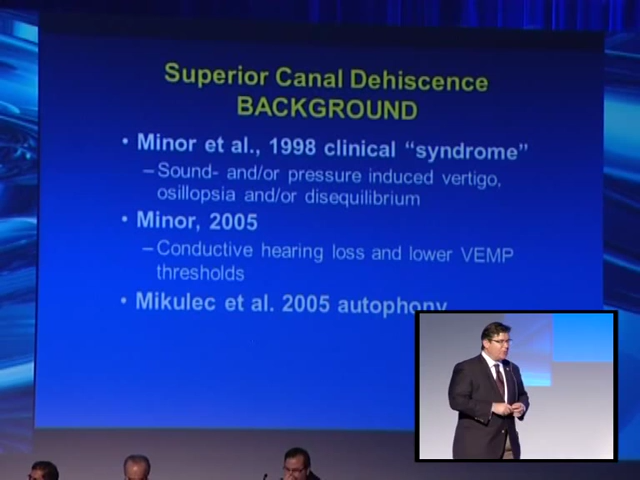 Superior Canal Dehiscence
BACKGROUND
• Minor et al., 1998 clinical “syndrome”
–Sound- and/or pressure induced vertigo,
osillopsia and/or disequilibrium
• Minor, 2005
–Conductive hearing loss and lower VEMP
thresholds
• Mikulec et al. 2005 autophony